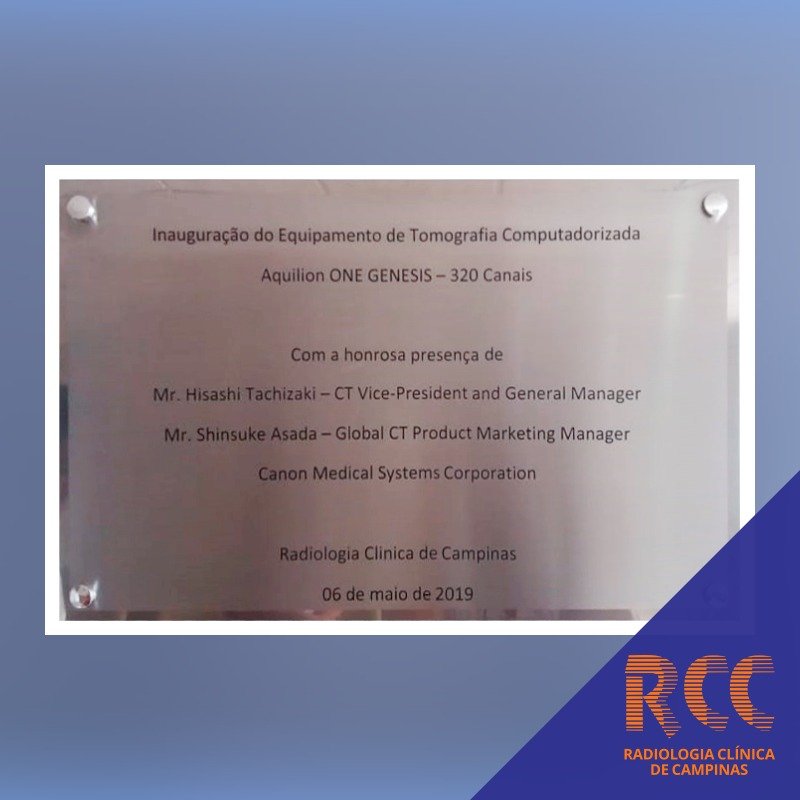 Inauguração do Equipamento de Tomografia Computadorizada
Aquilion ONE GENESIS – 320 Canais
Com a honrosa presença de
Mr. Hisashi Tachizaki – CT Vice-President and General Manager
Mr. Shinsuke Asada – Global CT Product Marketing Manager
Canon Medical Systems Corporation
Radiologia Clinica de Campinas
06 de maio de 2019
RCC
RADIOLOGIA CLÍNICA
DE CAMPINAS